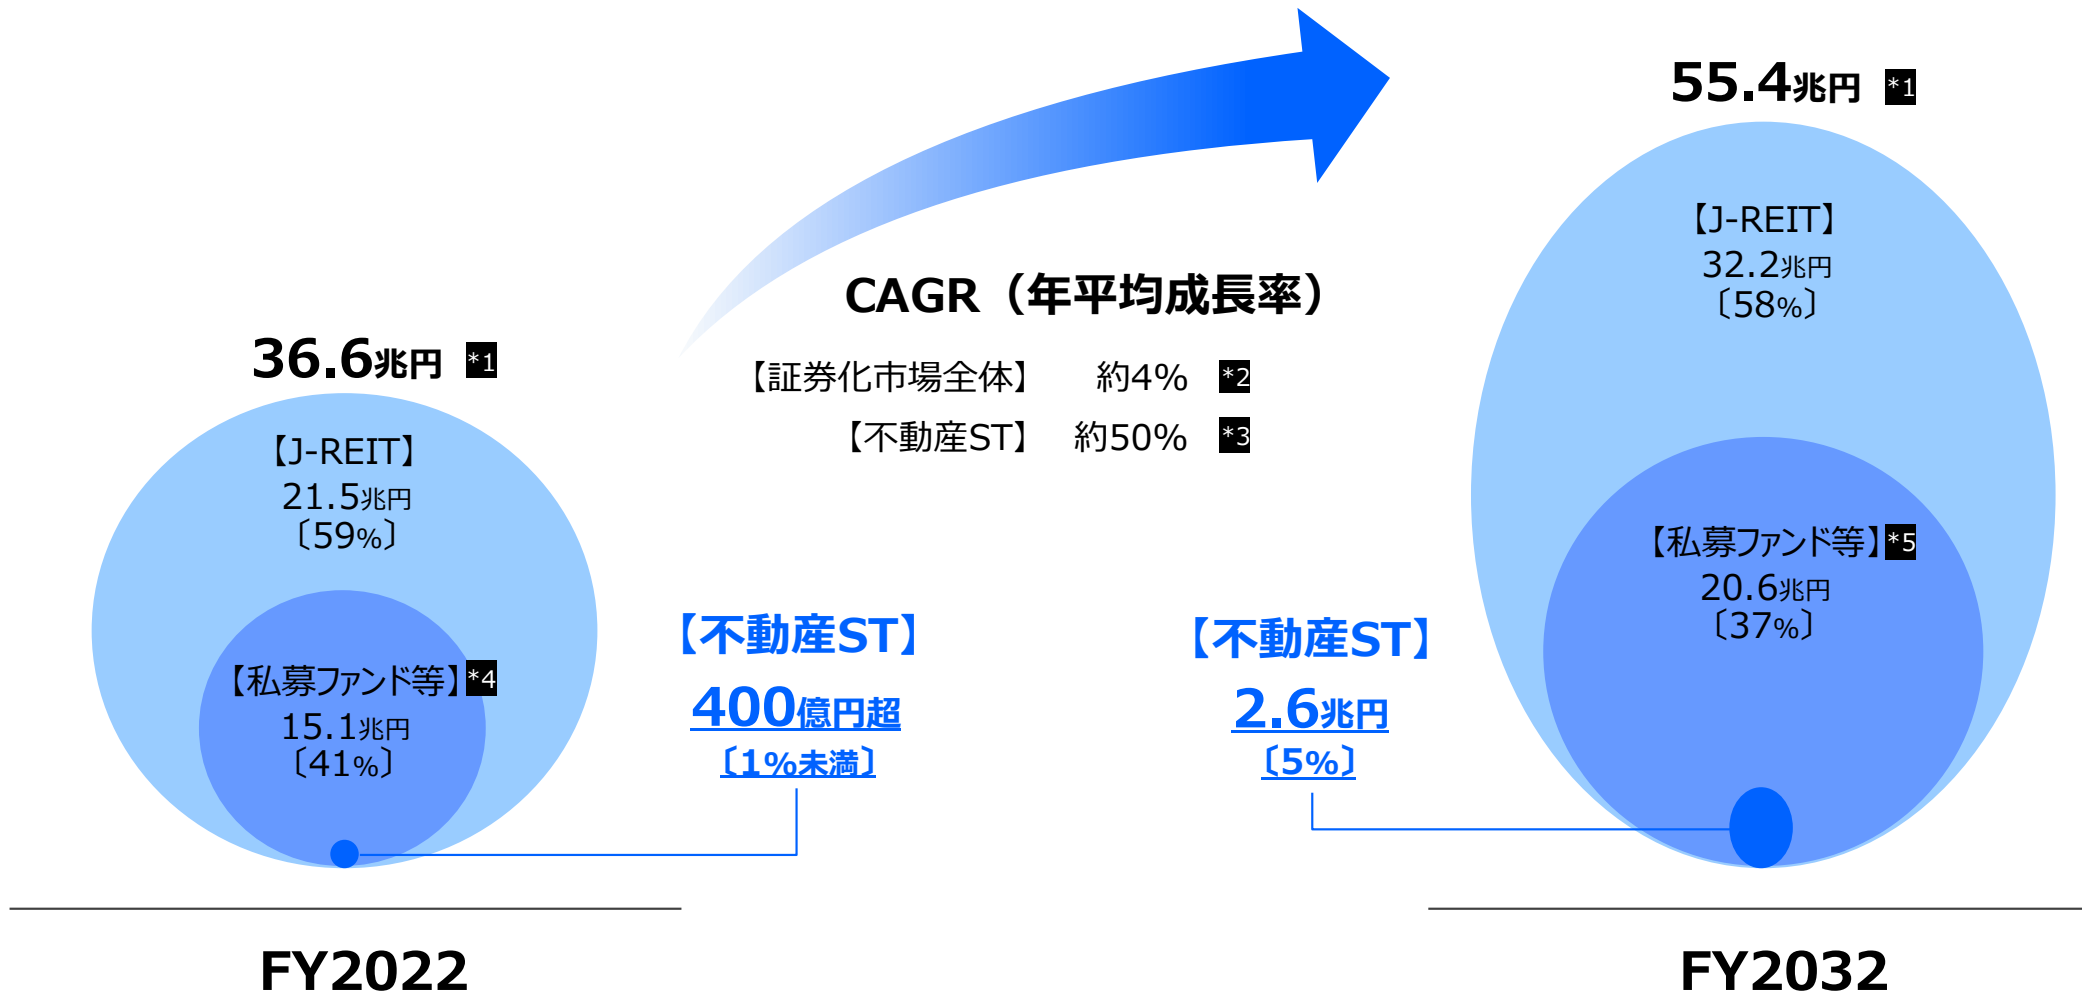 36.6兆円 *1
【J-REIT】
21.5兆円
〔59%〕
【私募ファンド等】*4
15.1兆円
〔41%〕
【不動産ST】
400億円超
〔1%未満〕
FY2022
CAGR（年平均成長率）
【証券化市場全体】 約4% *2
【不動産ST】 約50% *3
55.4兆円 *1
【J-REIT】
32.2兆円
〔58%〕
【私募ファンド等】*5
20.6兆円
〔37%〕
【不動産ST】
2.6兆円
〔5%〕
FY2032